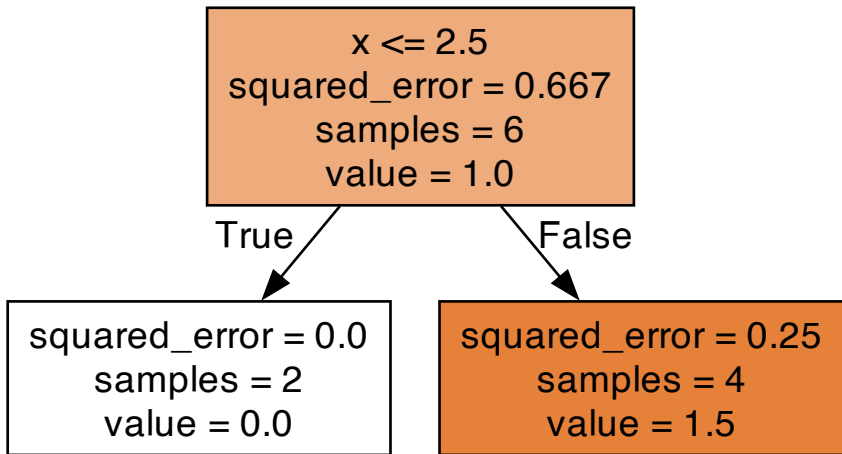 x <= 2.5
squared_error = 0.667
samples = 6
value = 1.0
True
False
squared_error = 0.0
samples = 2
value = 0.0
squared_error = 0.25
samples = 4
value = 1.5